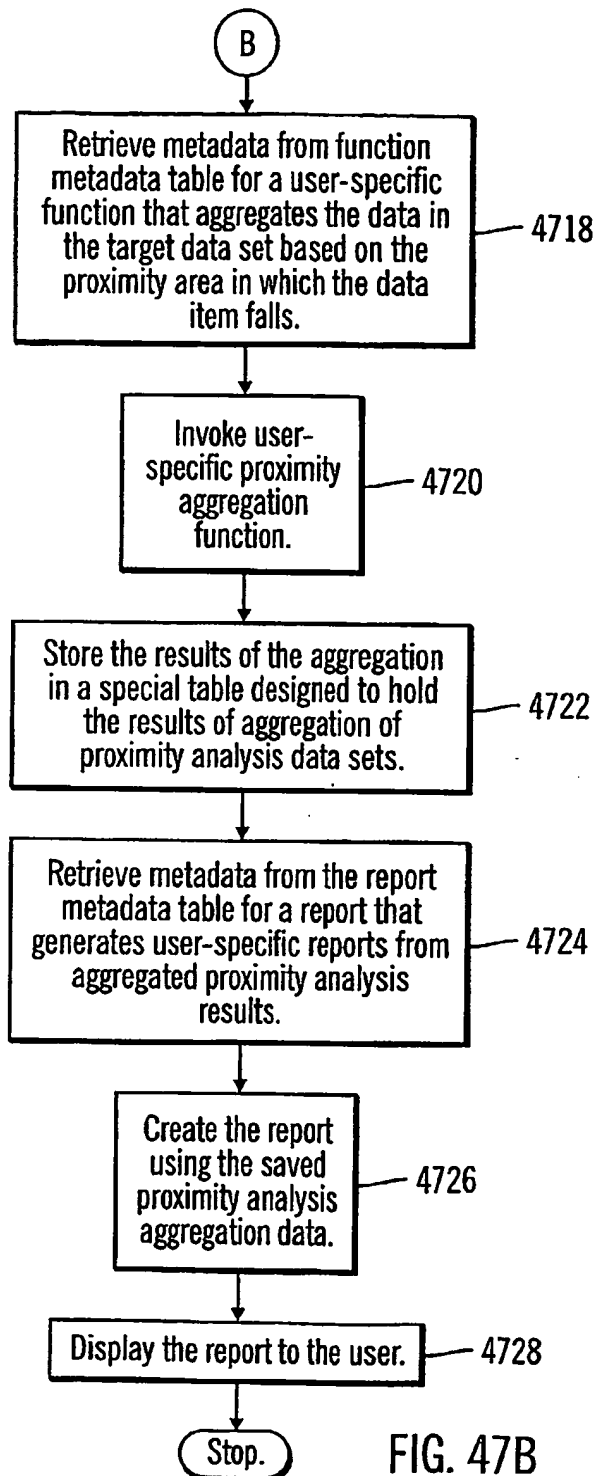 B
Retrieve metadata from function
metadata table for a user-specific
function that aggregates the data in
the target data set based on the
proximity area in which the data
item falls.
4718
Invoke user-
specific proximity
aggregation
function.
4720
Store the results of the aggregation
in a special table designed to hold
the results of aggregation of
proximity analysis data sets.
4722
Retrieve metadata from the report
metadata table for a report that
generates user-specific reports from
aggregated proximity analysis
results.
4724
Create the report
using the saved
proximity analysis
aggregation data.
4726
Display the report to the user.
4728
Stop.
FIG. 47B